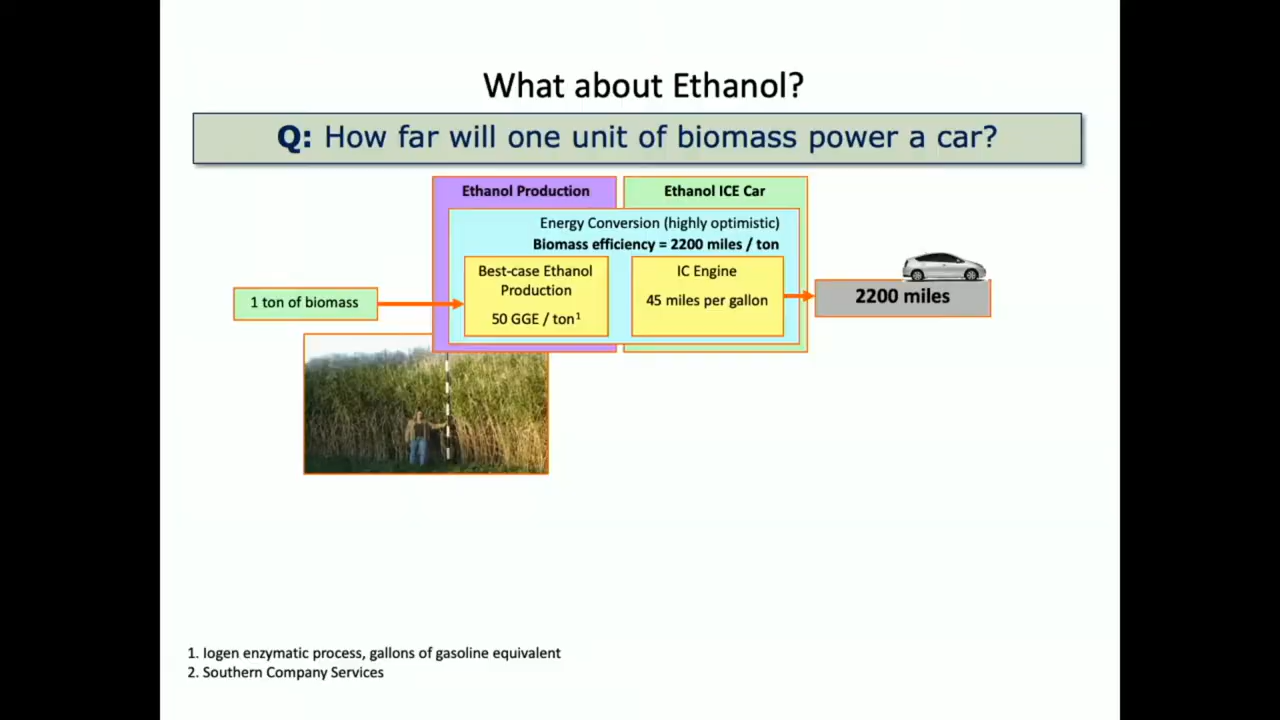 What about Ethanol?
Q: How far will one unit of biomass power a car?
Ethanol Production
Ethanol ICE Car
Energy Conversion (highly optimistic)
Biomass efficiency = 2200 miles / ton
1 ton of biomass
Best-case Ethanol
Production
50 GGE / ton¹
IC Engine
45 miles per gallon
2200 miles
1. Iogen enzymatic process, gallons of gasoline equivalent
2. Southern Company Services